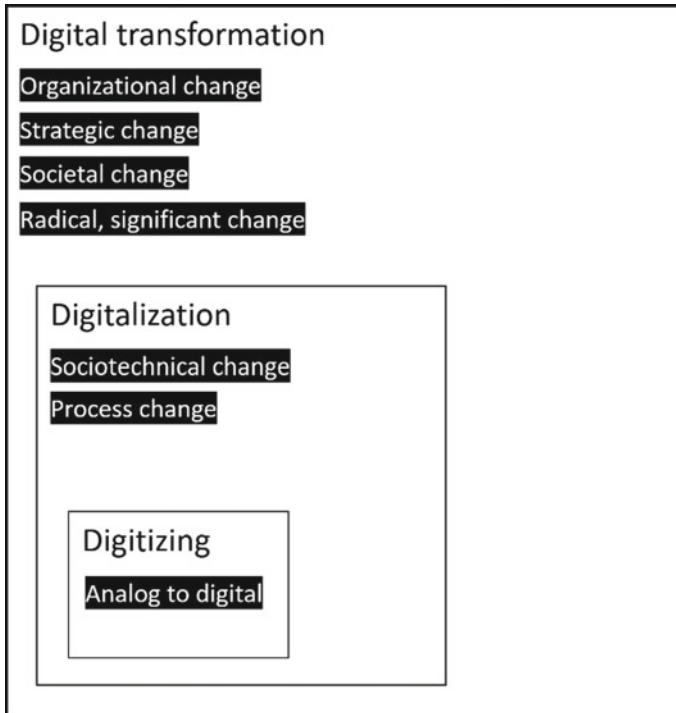 Digital transformation
Organizational change
Strategic change
Societal change
Radical, significant change
Digitalization
Sociotechnical change
Process change
Digitizing
Analog to digital